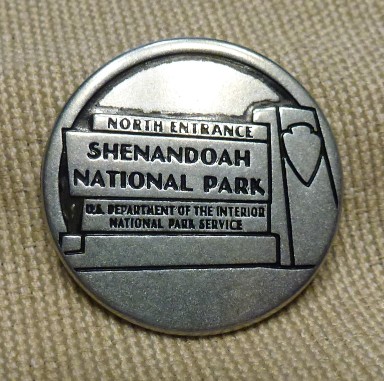 NORTH ENTRANCE
SHENANDOAH
NATIONAL PARK
U.S. DEPARTMENT OF THE INTERIOR
NATIONAL PARK SERVICE